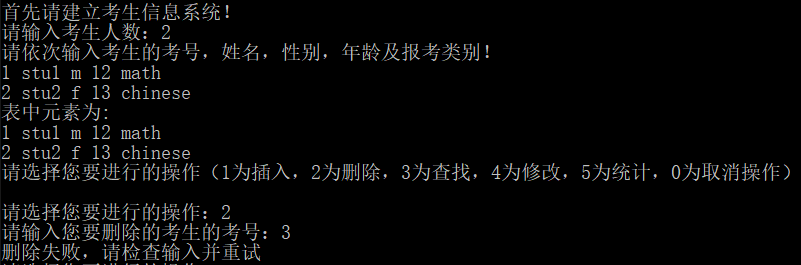 首先请建立考生信息系统!
请输入考生人数: 2
请依次输入考生的考号, 姓名, 性别, 年龄及报考类别!
1 stu1 m 12 math
2 stu2 f 13 chinese
表中元素为:
1 stu1 m 12 math
2 stu2 f 13 chinese
请选择您要进行的操作 (1为插入, 2为删除, 3为查找, 4为修改, 5为统计, 0为取消操作)
请选择您要进行的操作: 2
请输入您要删除的考生的考号: 3
删除失败, 请检查输入并重试